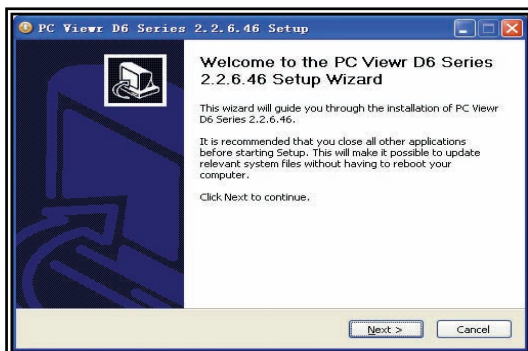 PC Viewr D6 Series 2.2.6.46 Setup
Welcome to the PC Viewr D6 Series
2.2.6.46 Setup Wizard
This wizard will guide you through the installation of PC Viewr
D6 Series 2.2.6.46.
It is recommended that you close all other applications
before starting Setup. This will make it possible to update
relevant system files without having to reboot your
computer.
Click Next to continue.
Next >
Cancel